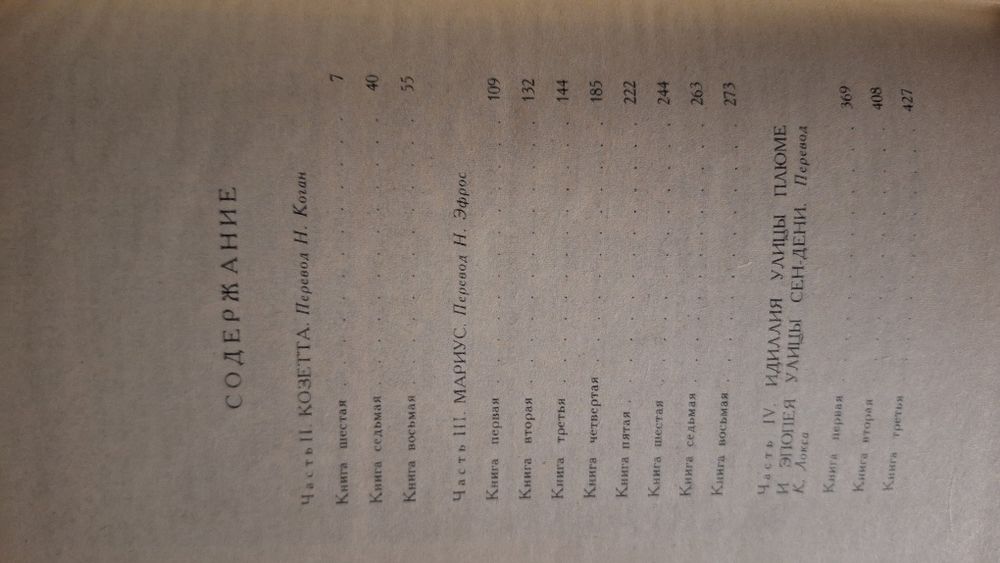 СОДЕРЖАНИЕ
Часть II. КОЗЕТТА. Перевод Н. Коган
Книга шестая . . . . . . . . . 7
Книга седьмая . . . . . . . . . 40
Книга восьмая . . . . . . . . . 55
Часть III. МАРИУС. Перевод Н. Эфрос
Книга первая . . . . . . . . . 109
Книга вторая . . . . . . . . . 132
Книга третья . . . . . . . . . 144
Книга четвертая . . . . . . . . 185
Книга пятая . . . . . . . . . 222
Книга шестая . . . . . . . . . 244
Книга седьмая . . . . . . . . . 263
Книга восьмая . . . . . . . . . 273
Часть IV. ИДИЛЛИЯ УЛИЦЫ ПЛЮМЕ
И ЭПОПЕЯ УЛИЦЫ СЕН-ДЕНИ. Перевод
К. Локса
Книга первая . . . . . . . . . 369
Книга вторая . . . . . . . . . 408
Книга третья . . . . . . . . . 427